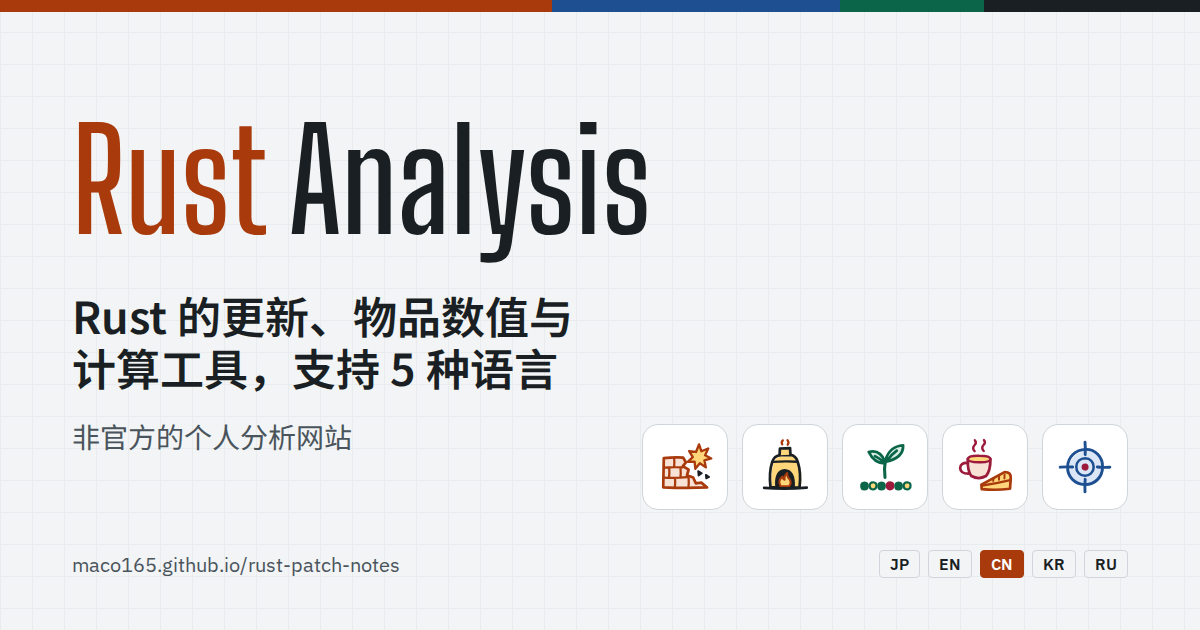 Rust Analysis
Rust 的更新、物品数值与
计算工具，支持 5 种语言
非官方的个人分析网站
maco165.github.io/rust-patch-notes
JP EN CN KR RU